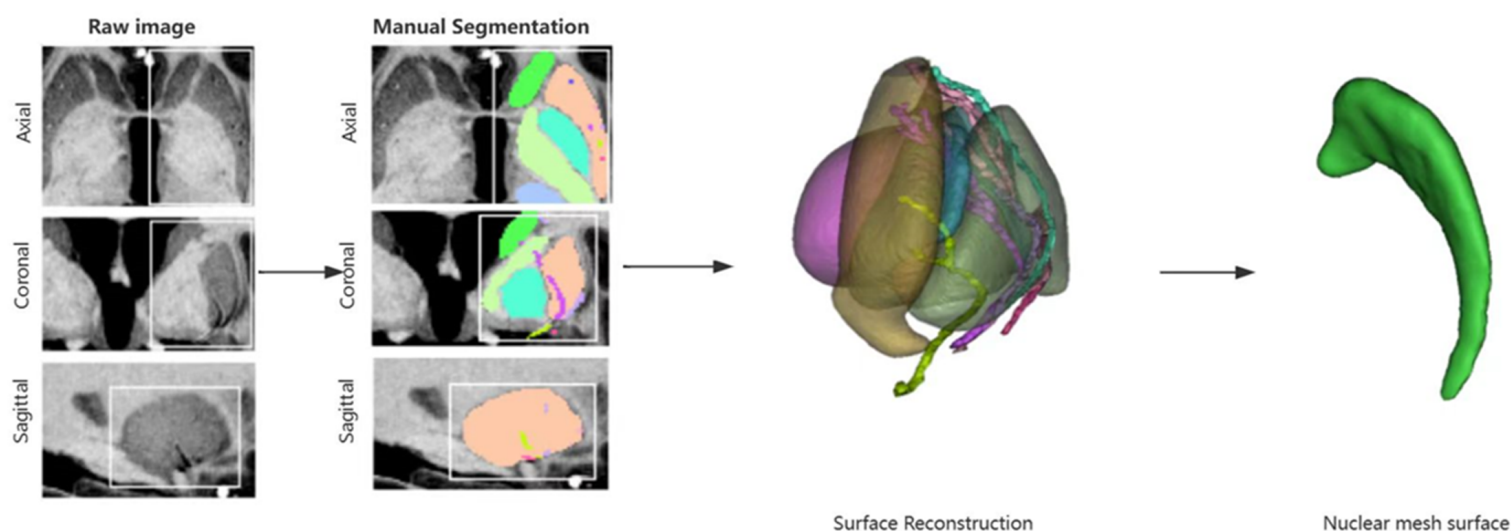 Raw image
Manual Segmentation
Axial
Axial
Coronal
Coronal
Sagittal
Sagittal
Surface Reconstruction
Nuclear mesh surface